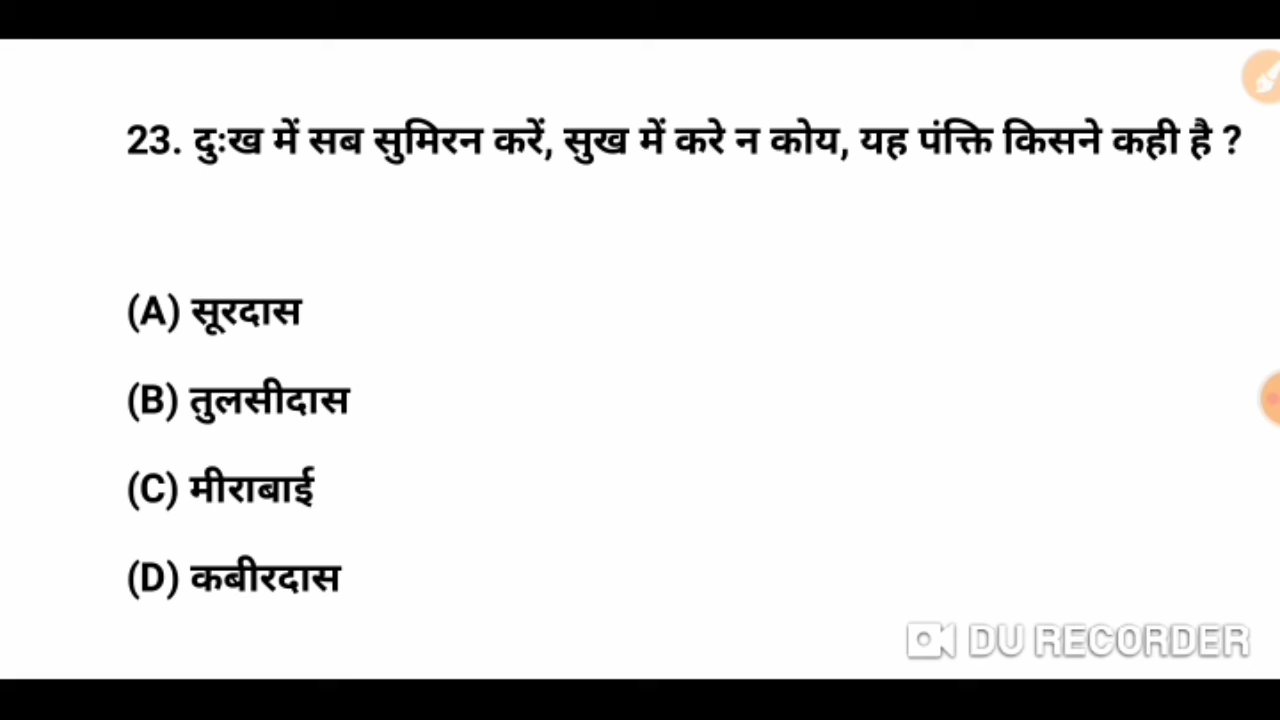 23. दुःख में सब सुमिरन करें, सुख में करे न कोय, यह पंक्ति किसने कही है ?
(A) सूरदास
(B) तुलसीदास
(C) मीराबाई
(D) कबीरदास
DU RECORDER